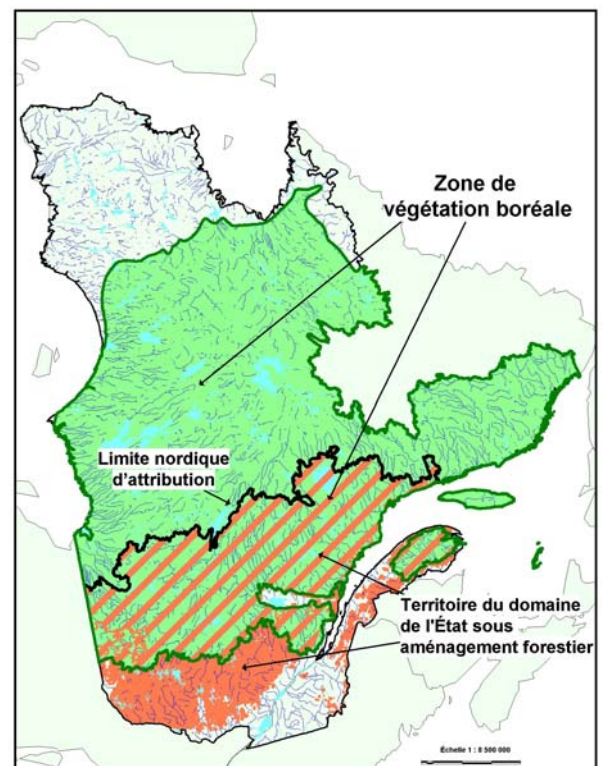 Zone de
végétation boréale
Limite nordique
d'attribution
Territoire du domaine
de l'État sous
aménagement forestier
Échelle 1 : 8 500 000